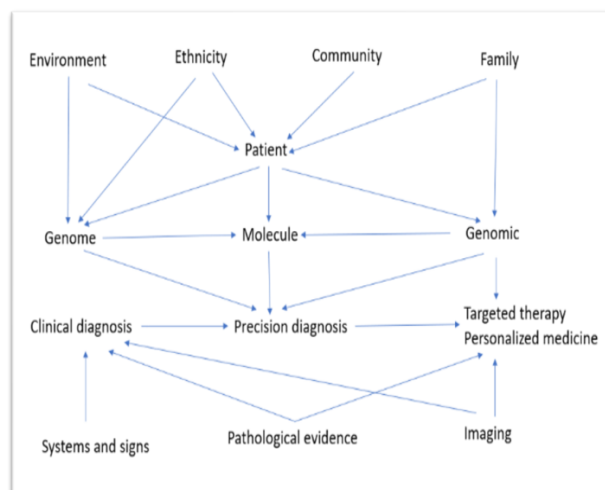 Environment
Ethnicity
Community
Family
Patient
Genome
Molecule
Genomic
Clinical diagnosis
Precision diagnosis
Targeted therapy
Personalized medicine
Systems and signs
Pathological evidence
Imaging